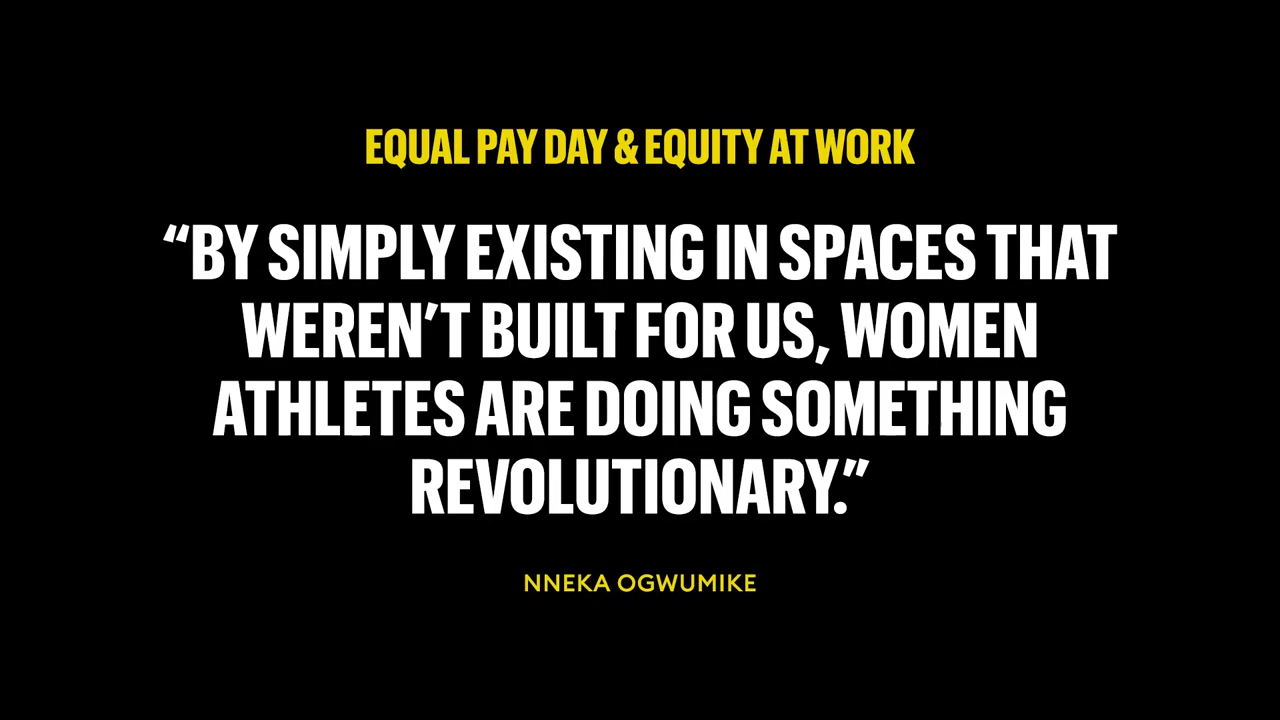 EQUAL PAY DAY & EQUITY AT WORK
“BY SIMPLY EXISTING IN SPACES THAT
WEREN’T BUILT FOR US, WOMEN
ATHLETES ARE DOING SOMETHING
REVOLUTIONARY.”
NNEKA OGWUMIKE